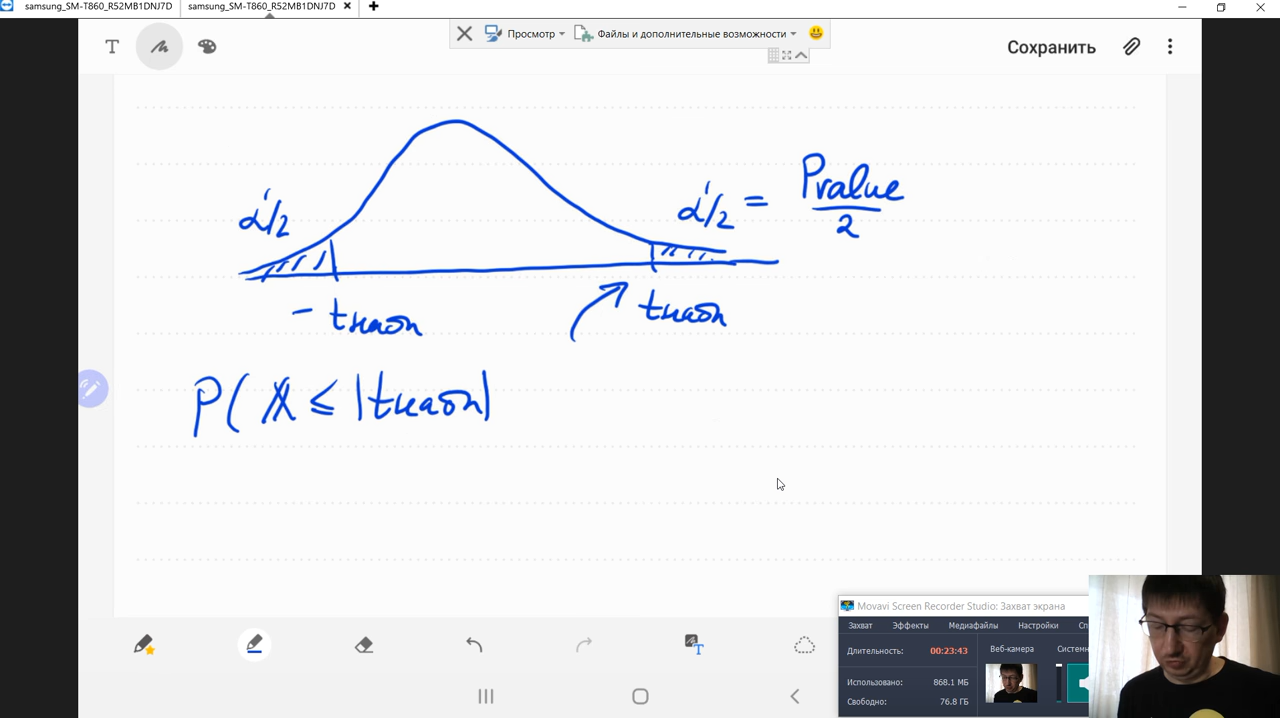 samsung_SM-T860_R52MB1DNJ7D samsung_SM-T860_R52MB1DNJ7D
Просмотр Файлы и дополнительные возможности
T Сохранить
α'/2 α'/2 = Pvalue/2
- tнабл tнабл
P( X ≤ |tнабл|
Movavi Screen Recorder Studio: Захват экрана
Захват Эффекты Медиафайлы Настройки Сп
Длительность: 00:23:43 Веб-камера Систем
Использовано: 868.1 МБ
Свободно: 76.8 ГБ